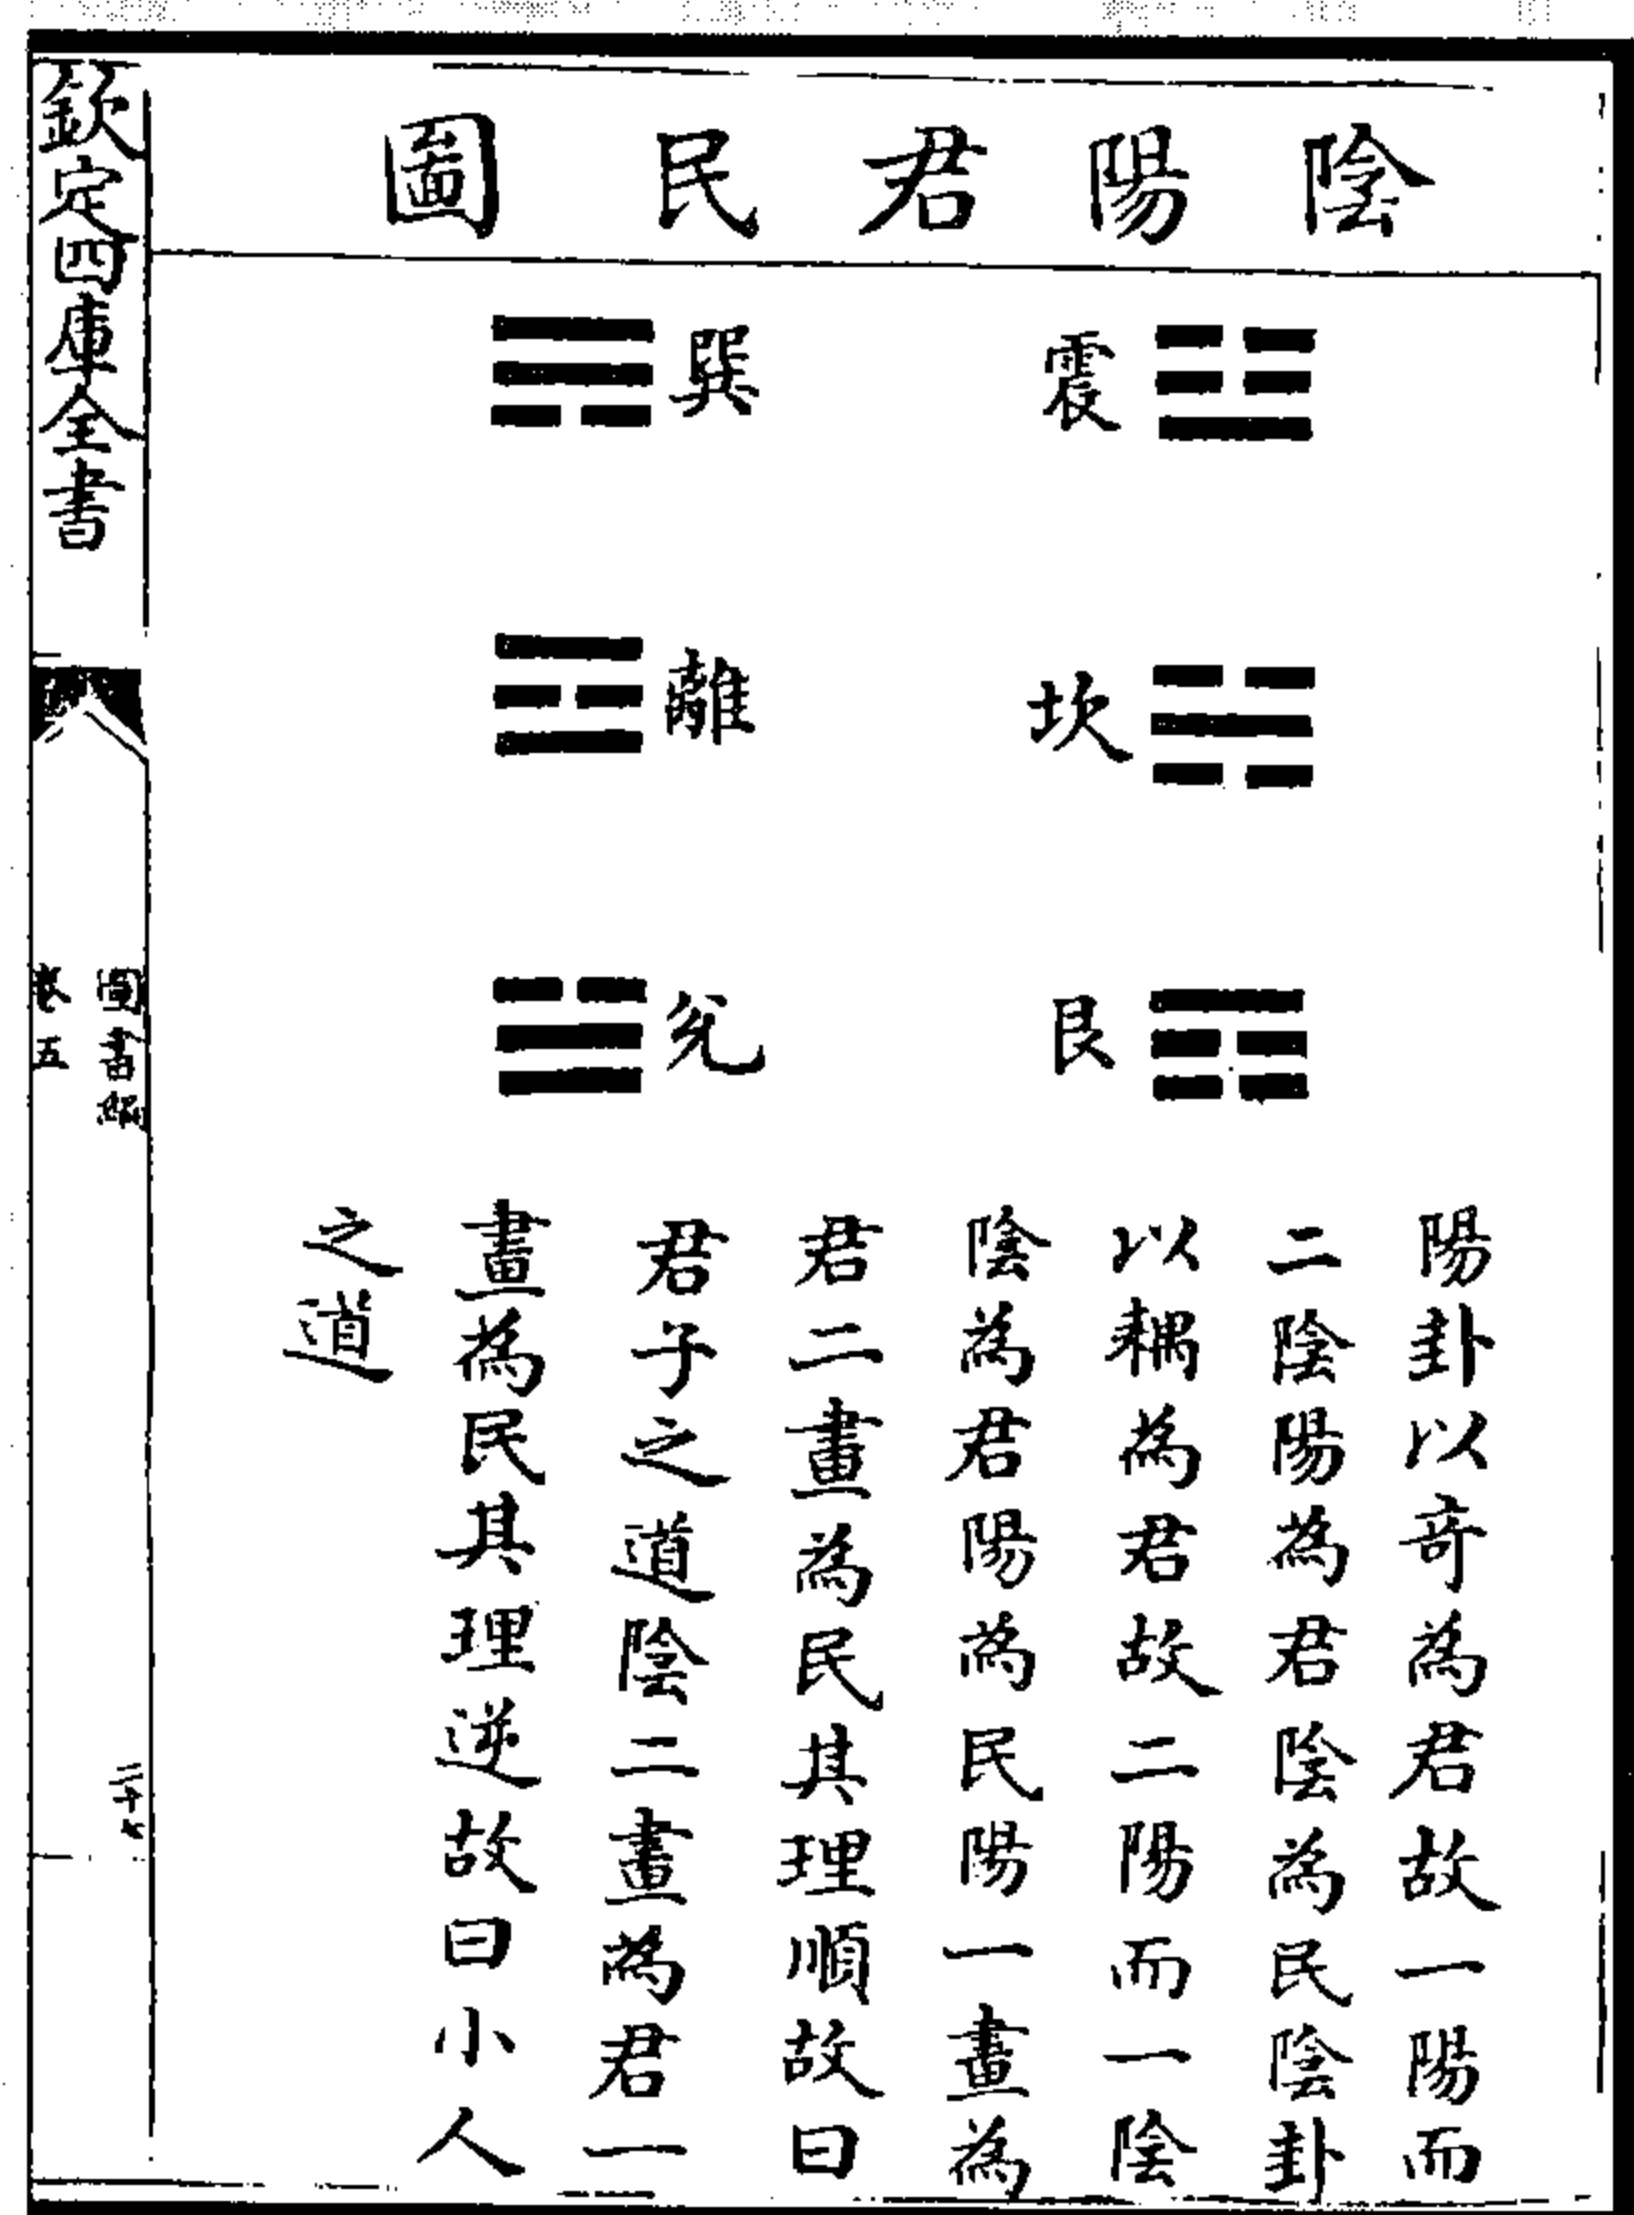 陰陽君民圖
震
坎
艮
巽
離
兊
陽卦以竒為君故一陽而
二陰陽為君陰為民陰卦
以耦為君故二陽而一陰
陰為君陽為民陽一畫為
君二畫為民其理順故曰
君子之道陰二畫為君一
畫為民其理逆故曰小人
之道
欽定四庫全書
圖書編
卷五
三十七